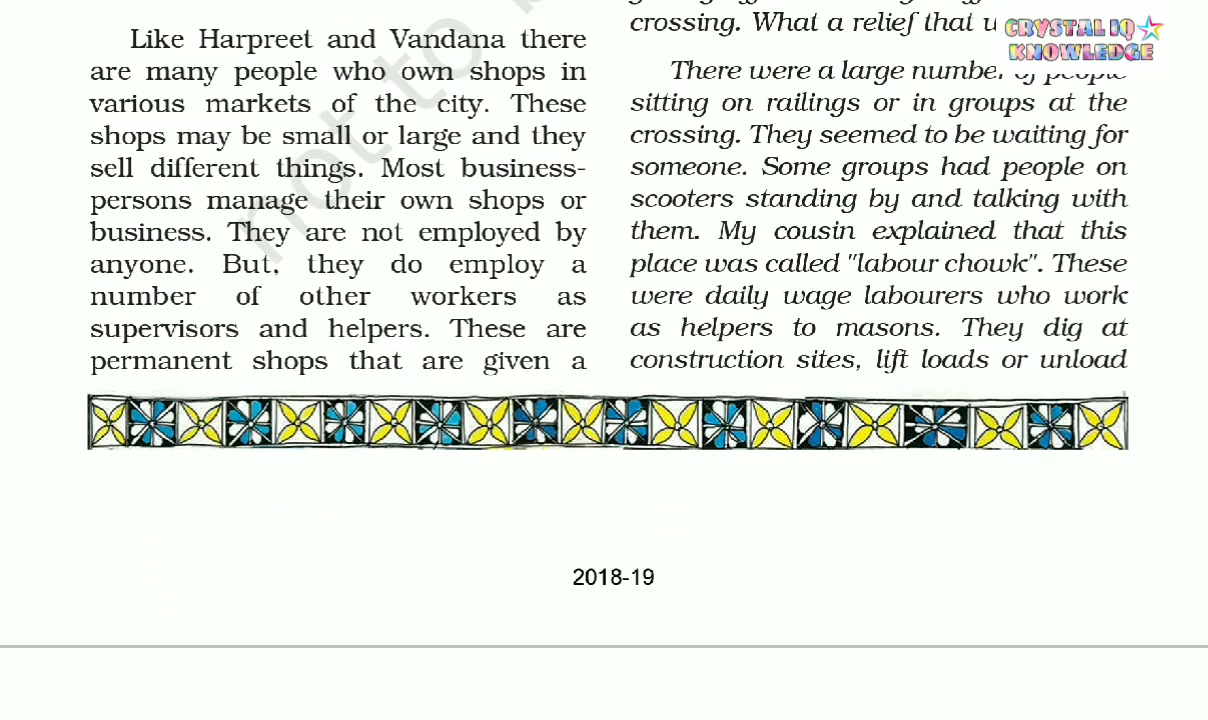 Like Harpreet and Vandana there
are many people who own shops in
various markets of the city. These
shops may be small or large and they
sell different things. Most business-
persons manage their own shops or
business. They are not employed by
anyone. But, they do employ a
number of other workers as
supervisors and helpers. These are
permanent shops that are given a
crossing. What a relief that
There were a large number of people
sitting on railings or in groups at the
crossing. They seemed to be waiting for
someone. Some groups had people on
scooters standing by and talking with
them. My cousin explained that this
place was called "labour chowk". These
were daily wage labourers who work
as helpers to masons. They dig at
construction sites, lift loads or unload
CRYSTAL IQ
KNOWLEDGE
not to
2018-19